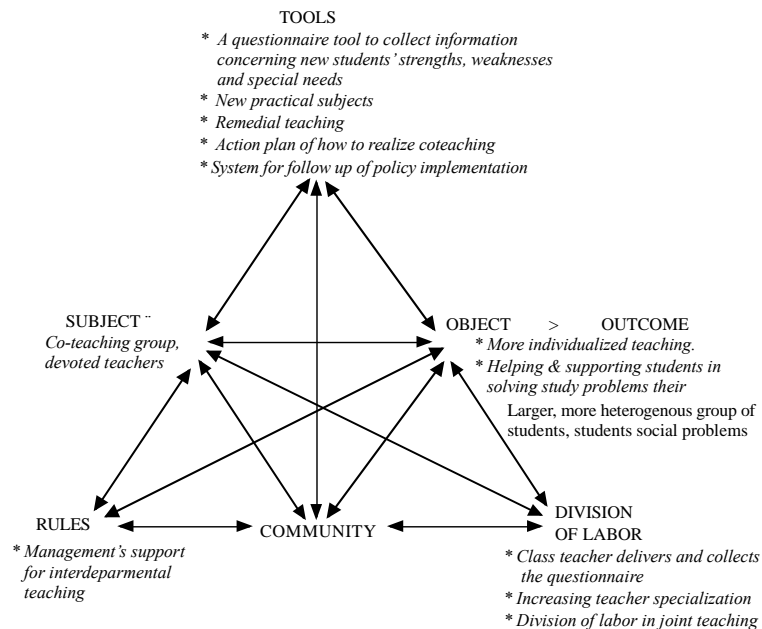 TOOLS
* A questionnaire tool to collect information
concerning new students' strengths, weaknesses
and special needs
* New practical subjects
* Remedial teaching
* Action plan of how to realize coteaching
* System for follow up of policy implementation
SUBJECT ¨
Co-teaching group,
devoted teachers
OBJECT > OUTCOME
* More individualized teaching.
* Helping & supporting students in
solving study problems their
Larger, more heterogenous group of
students, students social problems
RULES
* Management's support
for interdeparmental
teaching
COMMUNITY
DIVISION
OF LABOR
* Class teacher delivers and collects
the questionnaire
* Increasing teacher specialization
* Division of labor in joint teaching